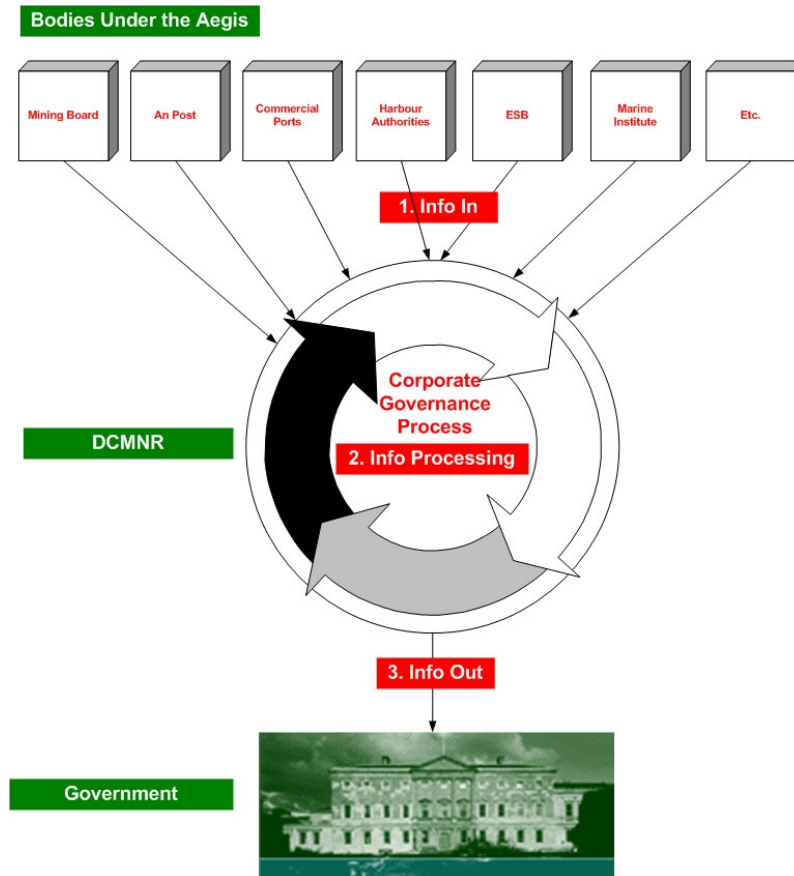 Bodies Under the Aegis
Mining Board
An Post
Commercial
Ports
Harbour
Authorities
ESB
Marine
Institute
Etc.
1. Info In
Corporate
Governance
Process
DCMNR
2. Info Processing
3. Info Out
Government